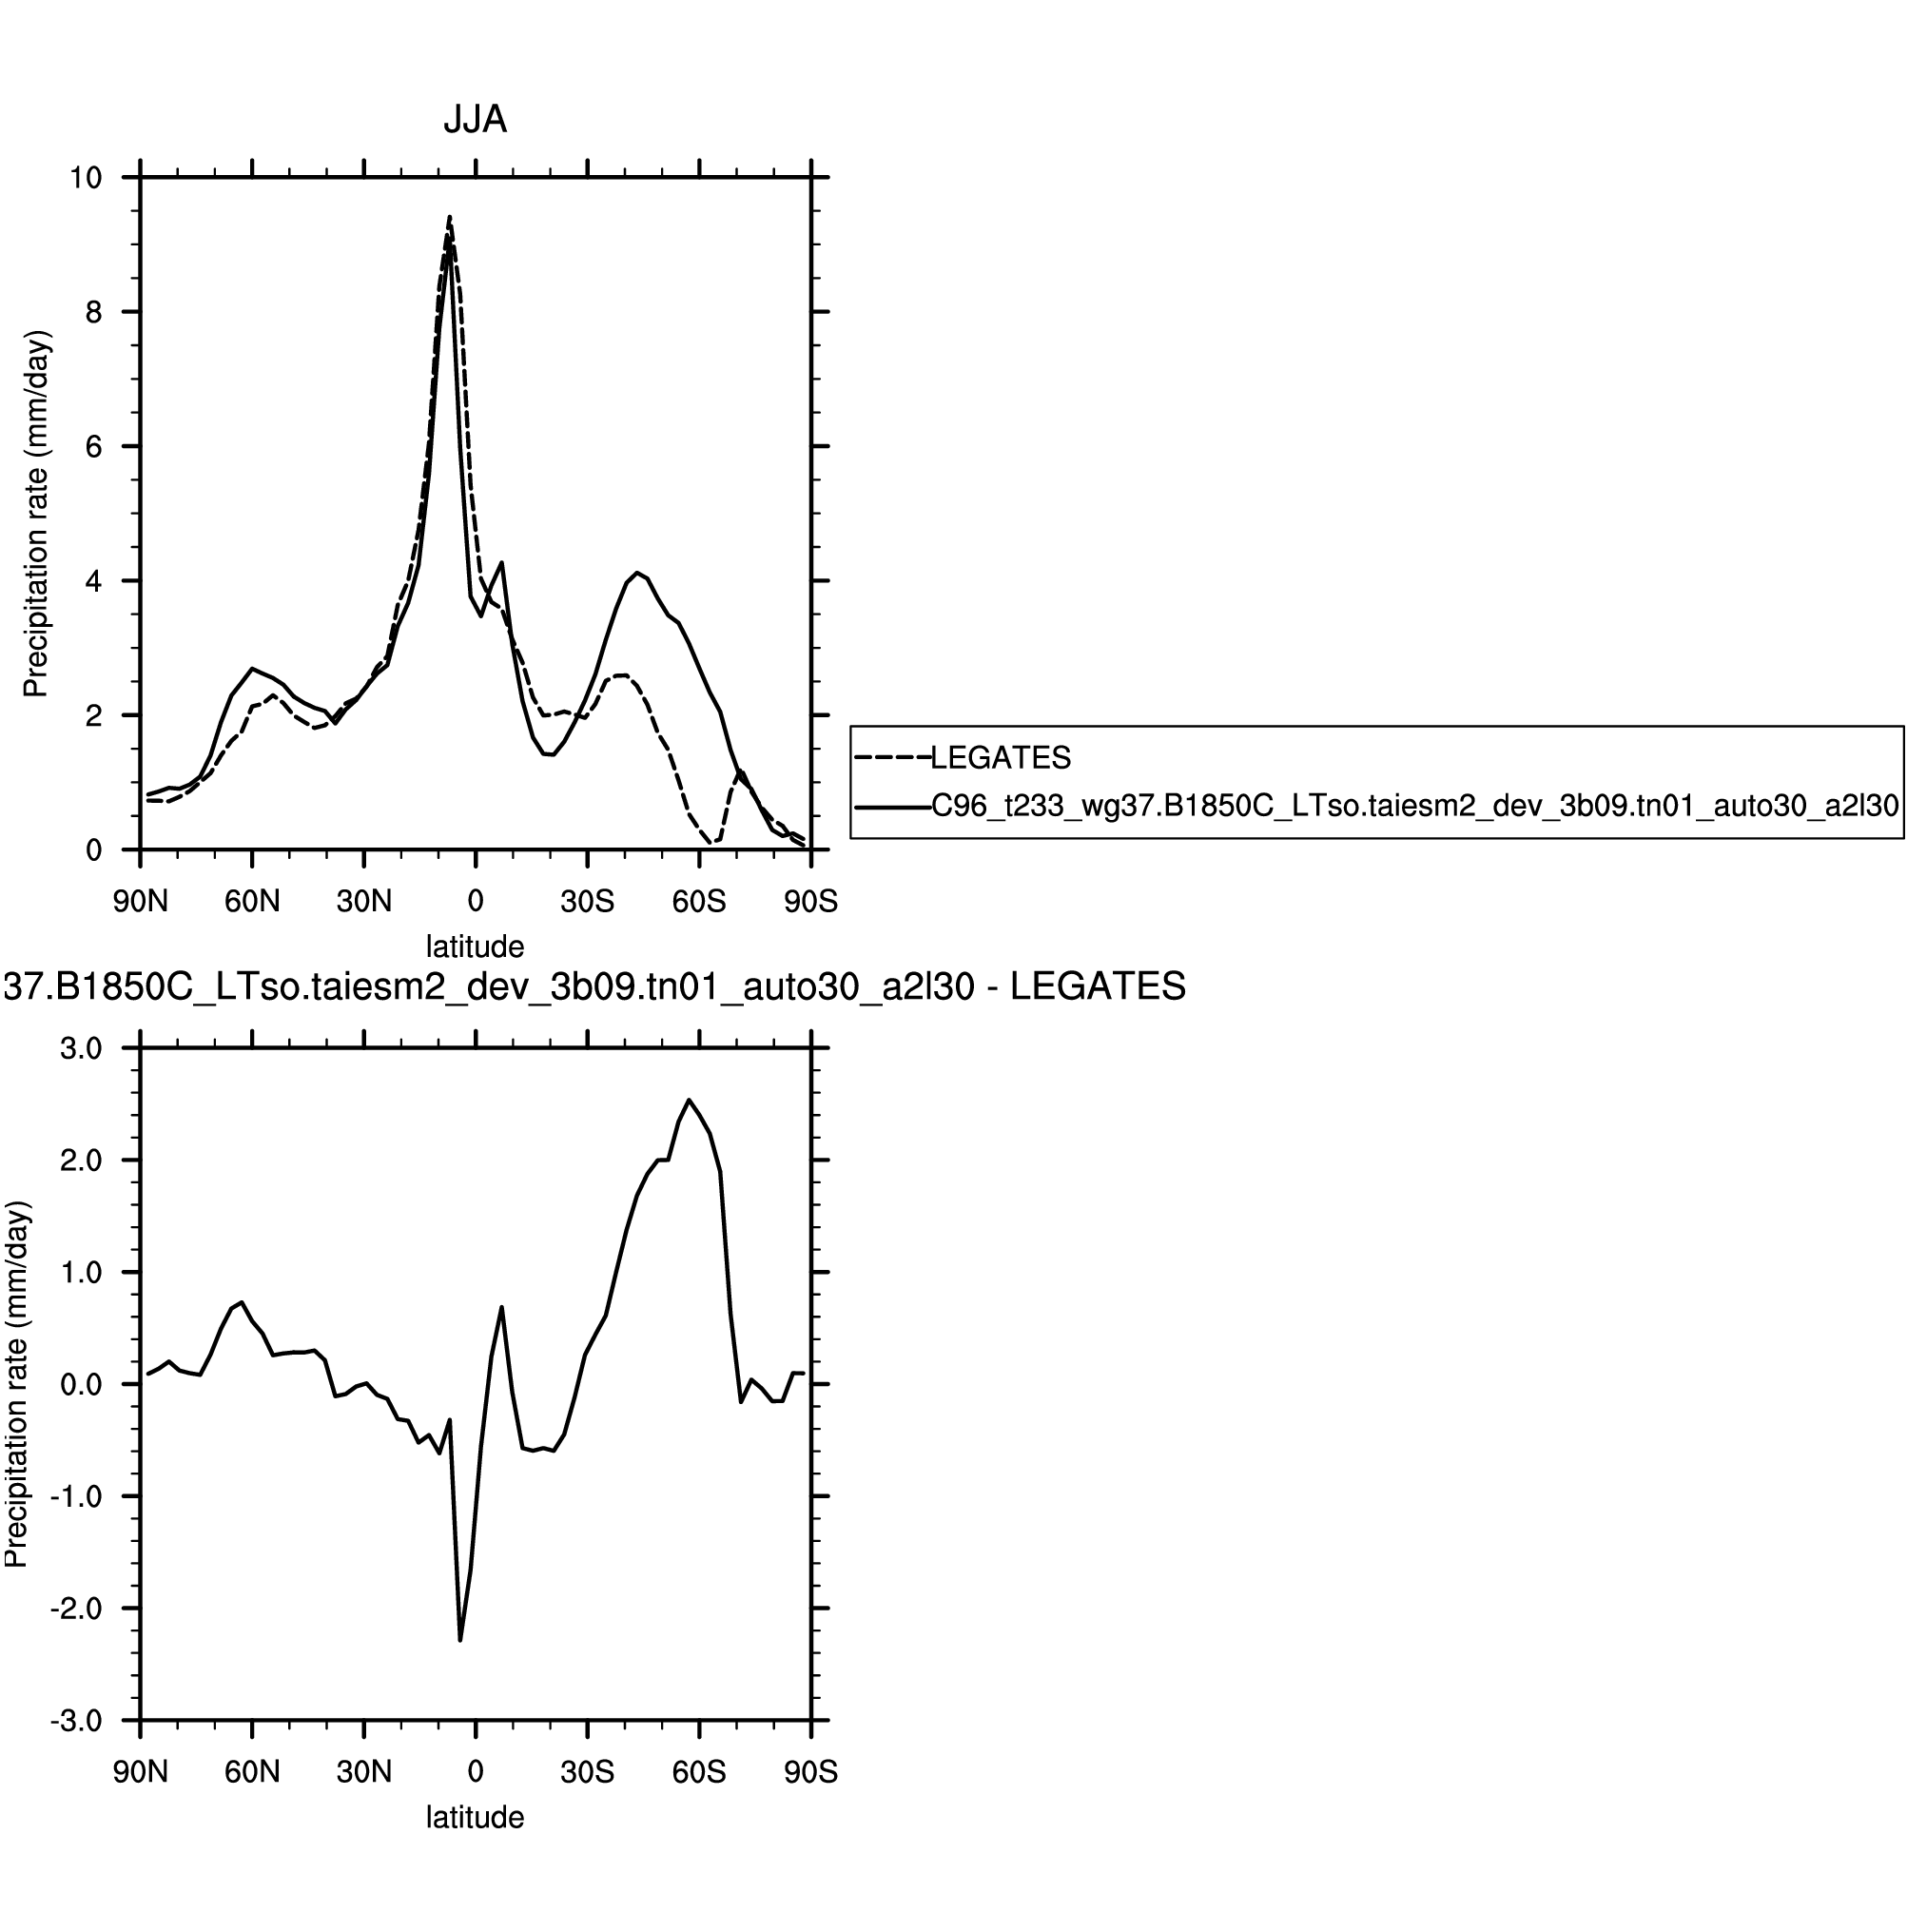 JJA
10
8
6
4
2
0
Precipitation rate (mm/day)
90N 60N 30N 0 30S 60S 90S
latitude
LEGATES
C96_t233_wg37.B1850C_LTso.taiesm2_dev_3b09.tn01_auto30_a2l30
37.B1850C_LTso.taiesm2_dev_3b09.tn01_auto30_a2l30 - LEGATES
3.0
2.0
1.0
0.0
-1.0
-2.0
-3.0
Precipitation rate (mm/day)
90N 60N 30N 0 30S 60S 90S
latitude